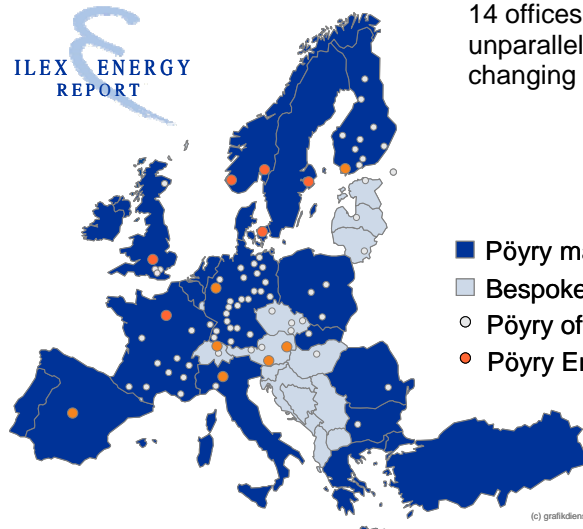 ILEX ENERGY
REPORT
14 offices
unparallel
changing
Pöyry ma
Bespoke
Pöyry of
Pöyry En
(c) grafikdien